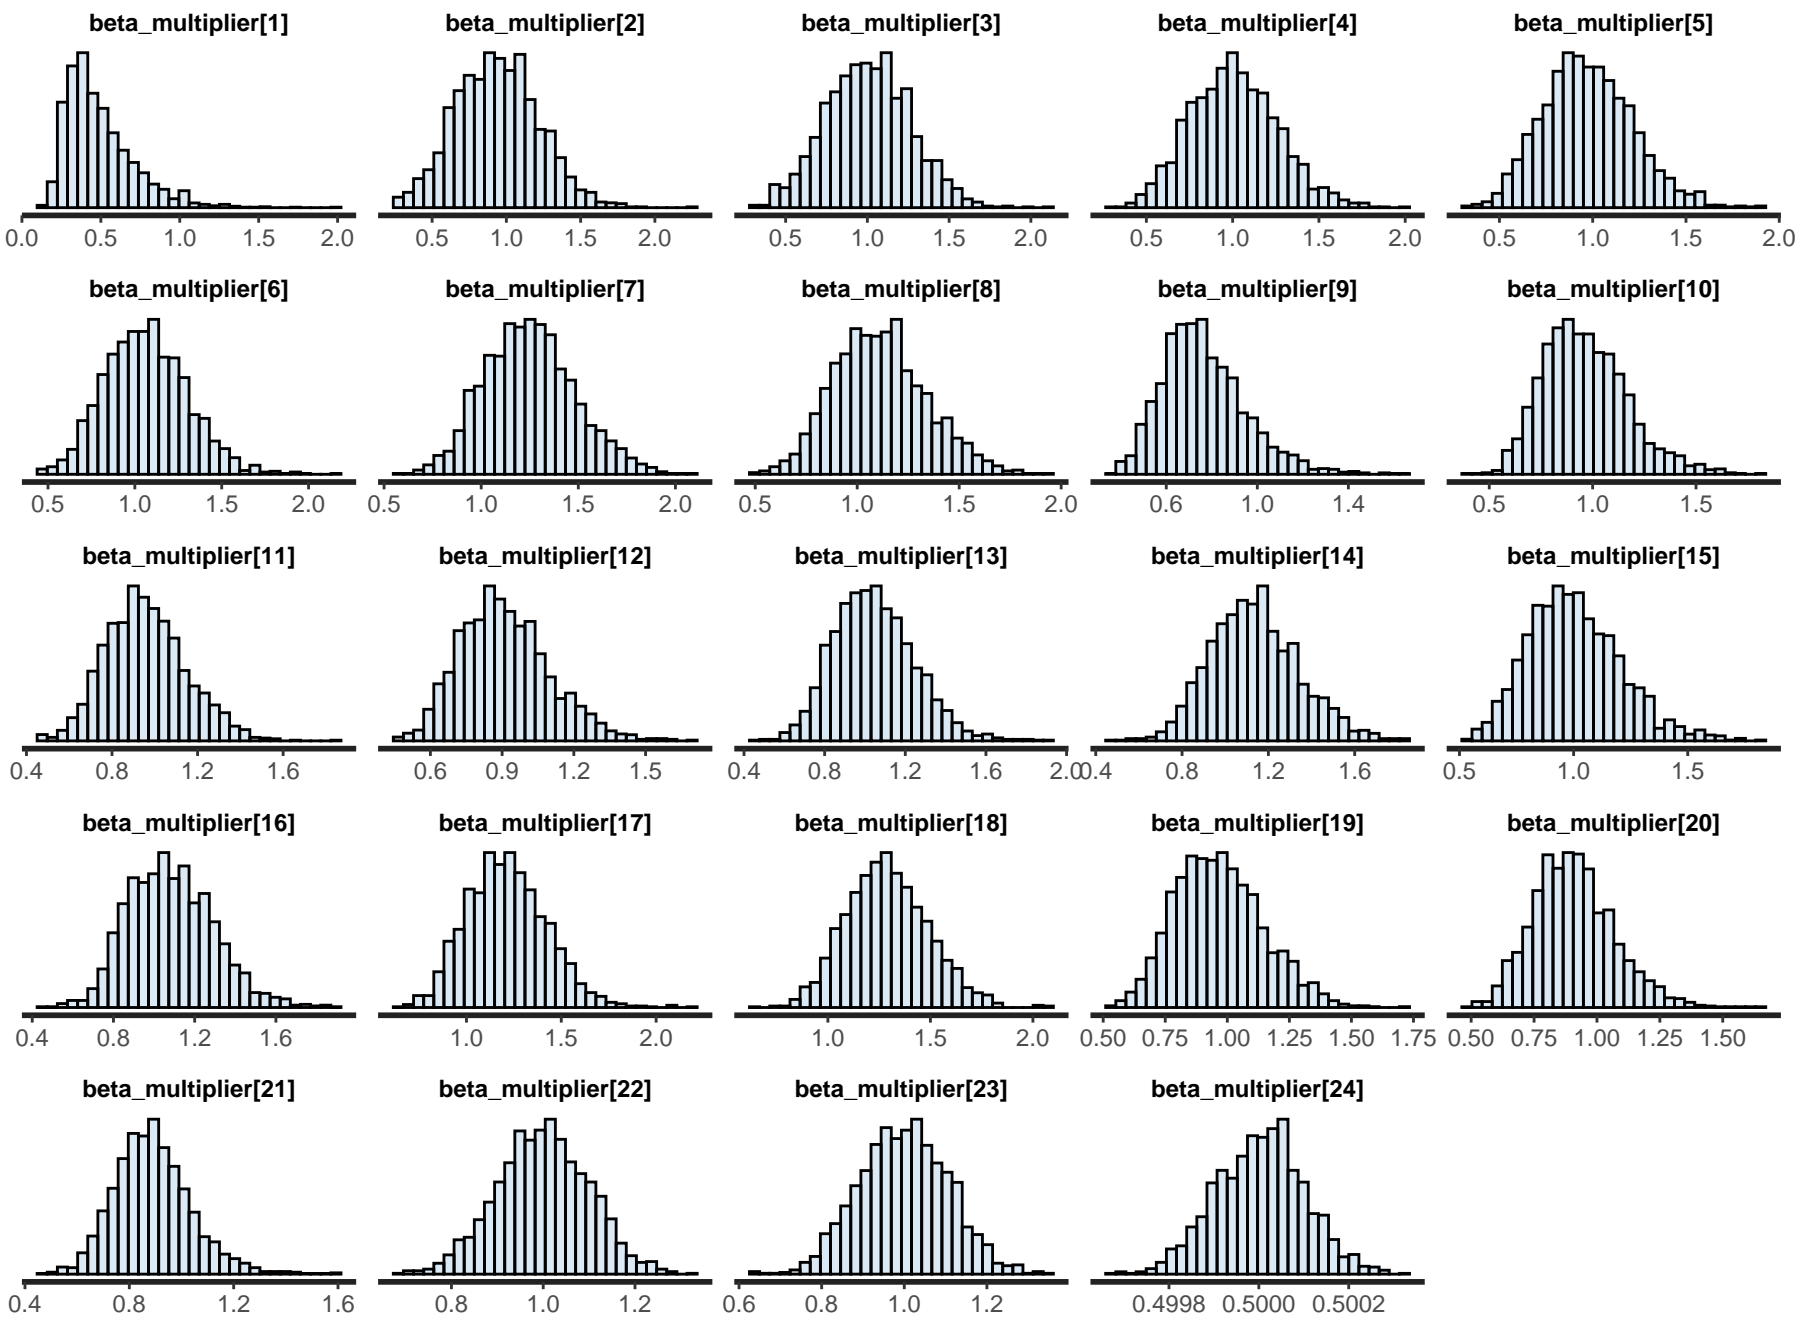 beta_multiplier[1] beta_multiplier[2] beta_multiplier[3] beta_multiplier[4] beta_multiplier[5]
0.0 0.5 1.0 1.5 2.0 0.5 1.0 1.5 2.0 0.5 1.0 1.5 2.0 0.5 1.0 1.5 2.0 0.5 1.0 1.5 2.0
beta_multiplier[6] beta_multiplier[7] beta_multiplier[8] beta_multiplier[9] beta_multiplier[10]
0.5 1.0 1.5 2.0 0.5 1.0 1.5 2.0 0.5 1.0 1.5 2.0 0.6 1.0 1.4 0.5 1.0 1.5
beta_multiplier[11] beta_multiplier[12] beta_multiplier[13] beta_multiplier[14] beta_multiplier[15]
0.4 0.8 1.2 1.6 0.6 0.9 1.2 1.5 0.4 0.8 1.2 1.6 2.0 0.4 0.8 1.2 1.6 0.5 1.0 1.5
beta_multiplier[16] beta_multiplier[17] beta_multiplier[18] beta_multiplier[19] beta_multiplier[20]
0.4 0.8 1.2 1.6 1.0 1.5 2.0 1.0 1.5 2.0 0.50 0.75 1.00 1.25 1.50 1.75 0.50 0.75 1.00 1.25 1.50
beta_multiplier[21] beta_multiplier[22] beta_multiplier[23] beta_multiplier[24]
0.4 0.8 1.2 1.6 0.8 1.0 1.2 0.6 0.8 1.0 1.2 0.4998 0.5000 0.5002